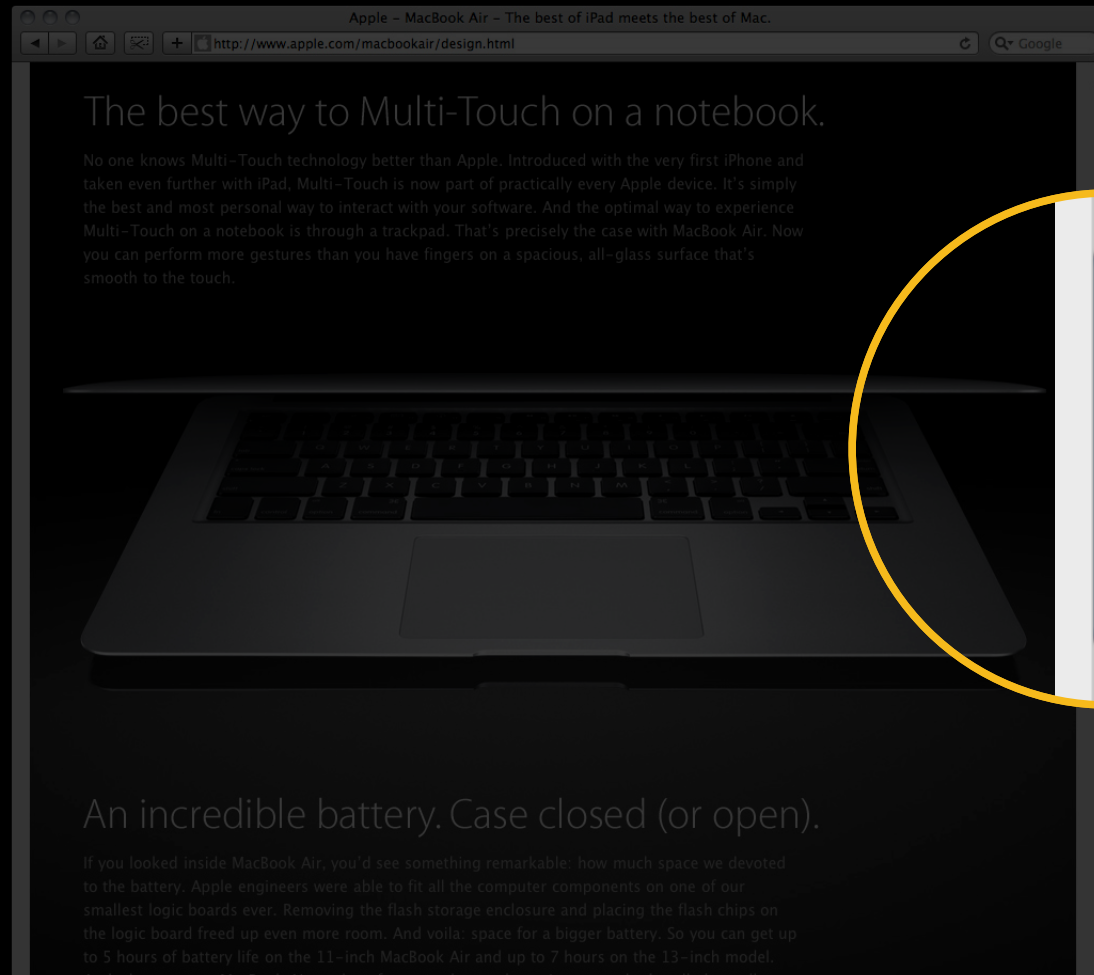 Apple – MacBook Air – The best of iPad meets the best of Mac.
http://www.apple.com/macbookair/design.html
Google
The best way to Multi-Touch on a notebook.
No one knows Multi-Touch technology better than Apple. Introduced with the very first iPhone and
taken even further with iPad, Multi-Touch is now part of practically every Apple device. It's simply
the best and most personal way to interact with your software. And the optimal way to experience
Multi-Touch on a notebook is through a trackpad. That's precisely the case with MacBook Air. Now
you can perform more gestures than you have fingers on a spacious, all-glass surface that's
smooth to the touch.
An incredible battery. Case closed (or open).
If you looked inside MacBook Air, you'd see something remarkable: how much space we devoted
to the battery. Apple engineers were able to fit all the computer components on one of our
smallest logic boards ever. Removing the flash storage enclosure and placing the flash chips on
the logic board freed up even more room. And voila: space for a bigger battery. So you can get up
to 5 hours of battery life on the 11-inch MacBook Air and up to 7 hours on the 13-inch model.